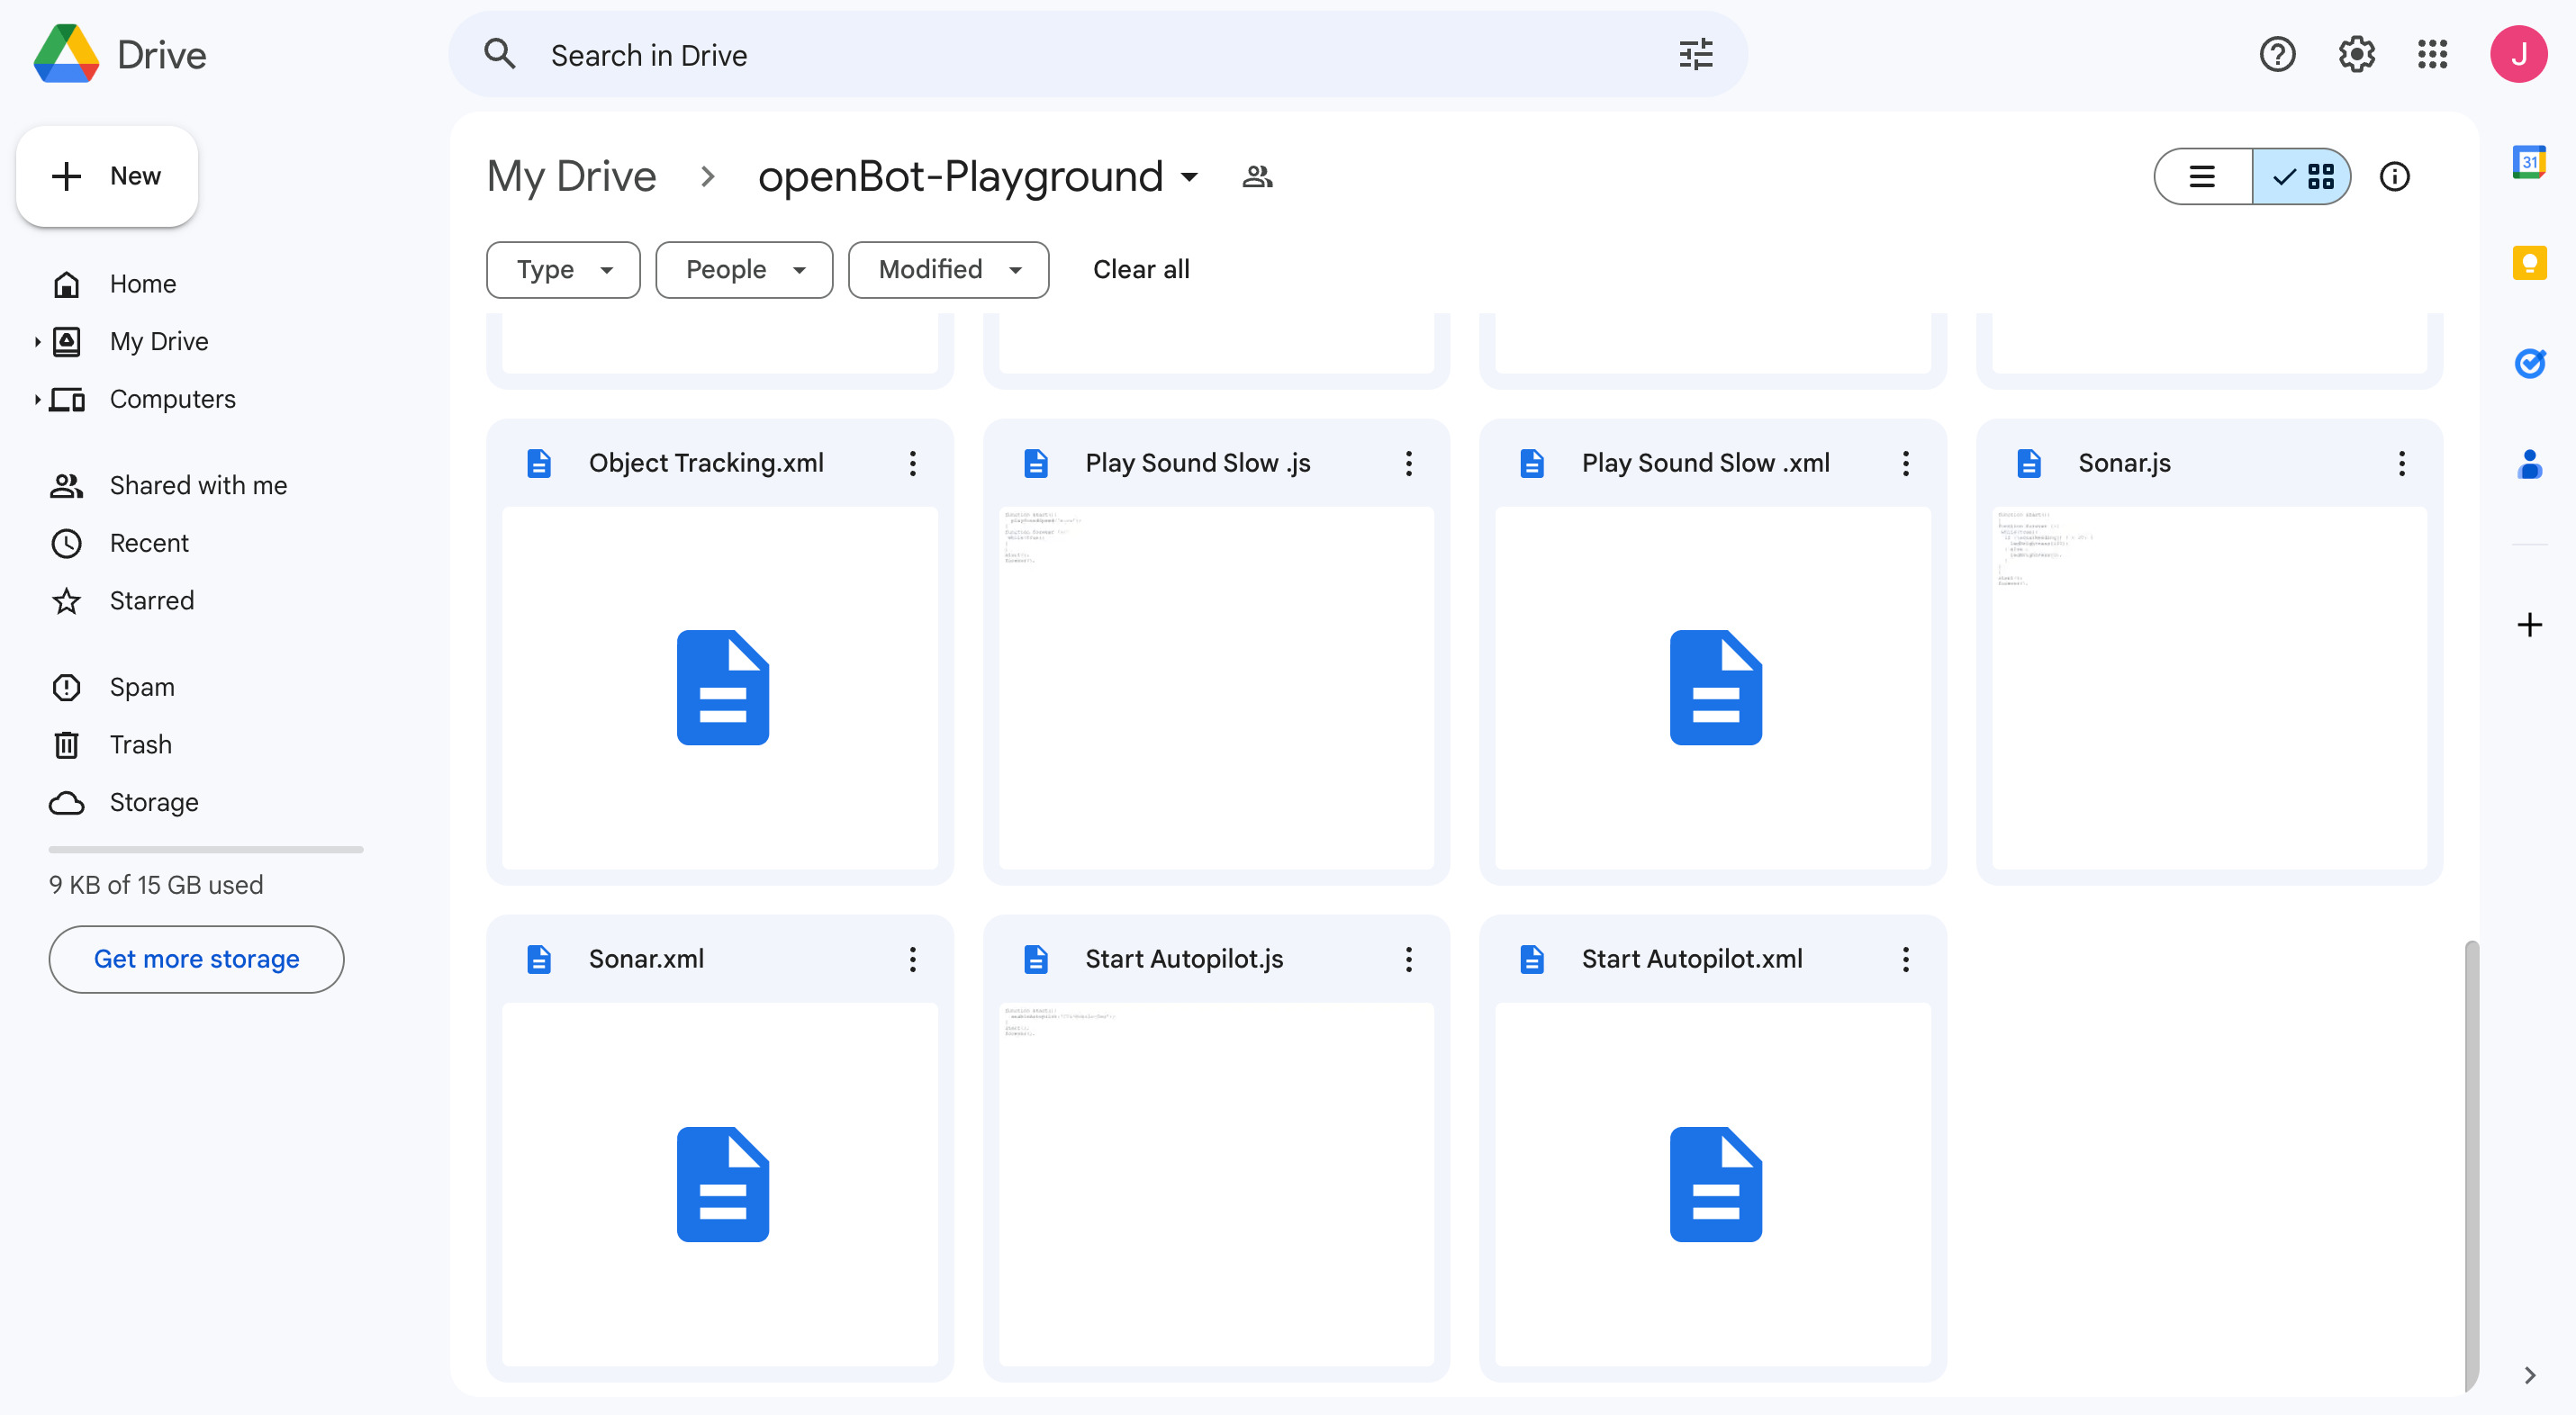 Drive
Search in Drive
J
New
My Drive
openBot-Playground
31
Type
People
Modified
Clear all
Home
My Drive
Computers
Shared with me
Recent
Starred
Spam
Trash
Storage
9 KB of 15 GB used
Get more storage
Object Tracking.xml
Play Sound Slow .js
Play Sound Slow .xml
Sonar.js
Sonar.xml
Start Autopilot.js
Start Autopilot.xml